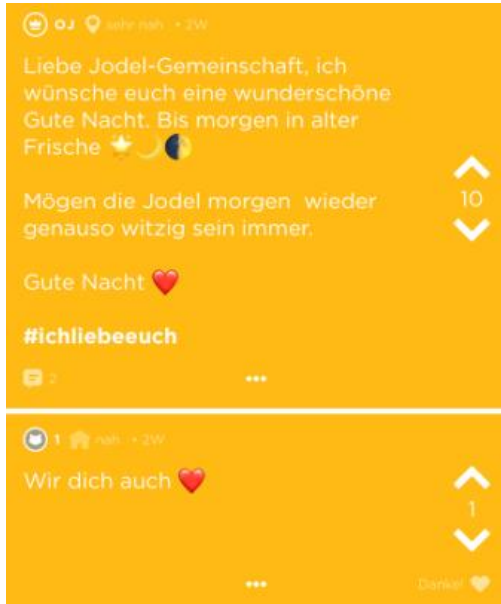 OJ sehr nah • 2W
Liebe Jodel-Gemeinschaft, ich
wünsche euch eine wunderschöne
Gute Nacht. Bis morgen in alter
Frische 🌟🌙🌓
Mögen die Jodel morgen wieder
10
genauso witzig sein immer.
Gute Nacht ❤️
#ichliebeeuch
2
•••
1 nah • 2W
Wir dich auch ❤️
1
•••
Danke!